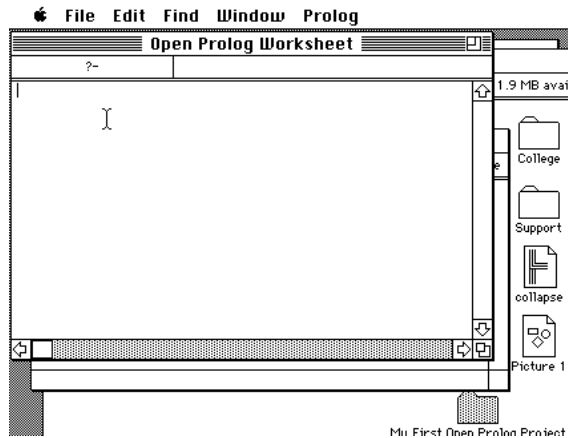 File Edit Find Window Prolog
Open Prolog Worksheet
?-
1.9 MB avai
e
College
Support
collapse
Picture 1
My First Open Prolog Project